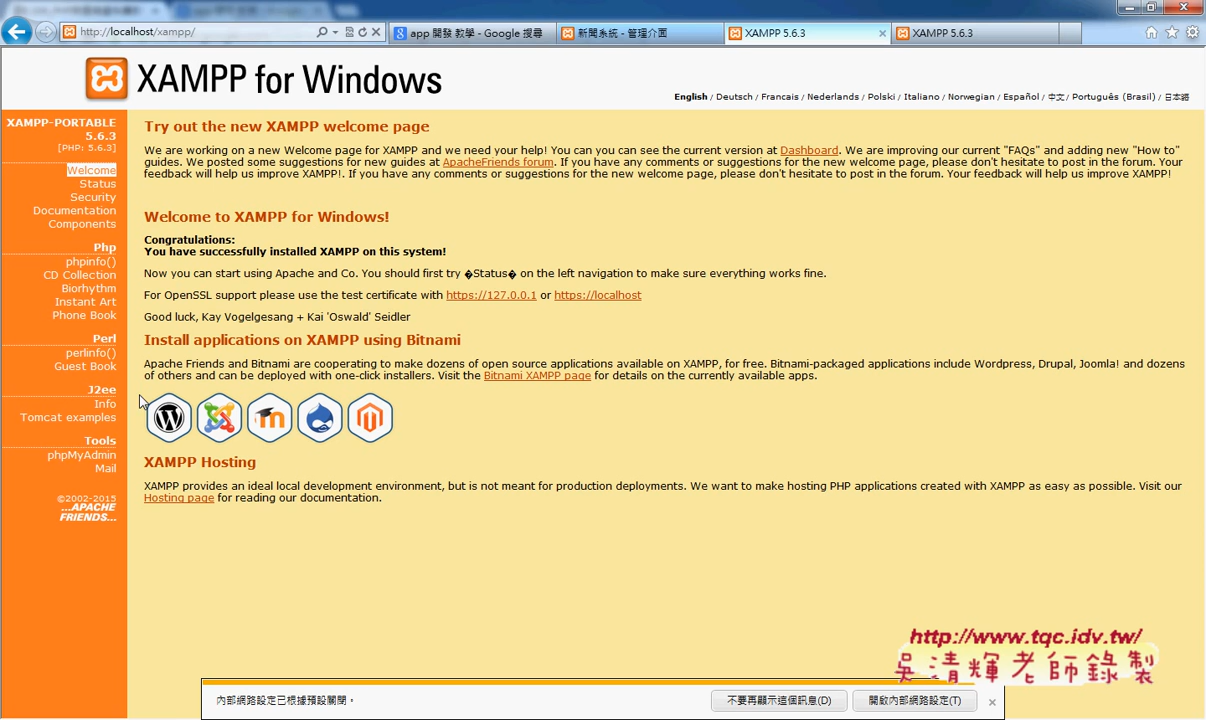 http://localhost/xampp/
app 開發 教學 - Google 搜尋
新聞系統 - 管理介面
XAMPP 5.6.3
XAMPP 5.6.3
XAMPP for Windows
English / Deutsch / Francais / Nederlands / Polski / Italiano / Norwegian / Español / 中文 / Português (Brasil) / 日本語
XAMPP-PORTABLE
5.6.3
[PHP: 5.6.3]
Welcome
Status
Security
Documentation
Components
Php
phpinfo()
CD Collection
Biorhythm
Instant Art
Phone Book
Perl
perlinfo()
Guest Book
J2ee
Info
Tomcat examples
Tools
phpMyAdmin
Mail
©2002-2015
...APACHE
FRIENDS...
Try out the new XAMPP welcome page
We are working on a new Welcome page for XAMPP and we need your help! You can you can see the current version at Dashboard. We are improving our current "FAQs" and adding new "How to"
guides. We posted some suggestions for new guides at ApacheFriends forum. If you have any comments or suggestions for the new welcome page, please don't hesitate to post in the forum. Your
feedback will help us improve XAMPP!. If you have any comments or suggestions for the new welcome page, please don't hesitate to post in the forum. Your feedback will help us improve XAMPP!
Welcome to XAMPP for Windows!
Congratulations:
You have successfully installed XAMPP on this system!
Now you can start using Apache and Co. You should first try �Status� on the left navigation to make sure everything works fine.
For OpenSSL support please use the test certificate with https://127.0.0.1 or https://localhost
Good luck, Kay Vogelgesang + Kai 'Oswald' Seidler
Install applications on XAMPP using Bitnami
Apache Friends and Bitnami are cooperating to make dozens of open source applications available on XAMPP, for free. Bitnami-packaged applications include Wordpress, Drupal, Joomla! and dozens
of others and can be deployed with one-click installers. Visit the Bitnami XAMPP page for details on the currently available apps.
XAMPP Hosting
XAMPP provides an ideal local development environment, but is not meant for production deployments. We want to make hosting PHP applications created with XAMPP as easy as possible. Visit our
Hosting page for reading our documentation.
http://www.tqc.idv.tw/
吳清輝老師錄製
內部網路設定已根據預設關閉。
不要再顯示這個訊息(D)
開啟內部網路設定(T)